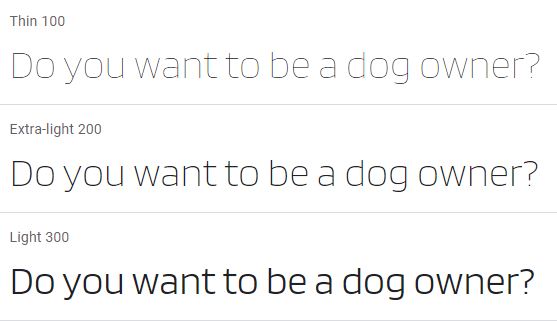 Thin 100
Do you want to be a dog owner?
Extra-light 200
Do you want to be a dog owner?
Light 300
Do you want to be a dog owner?